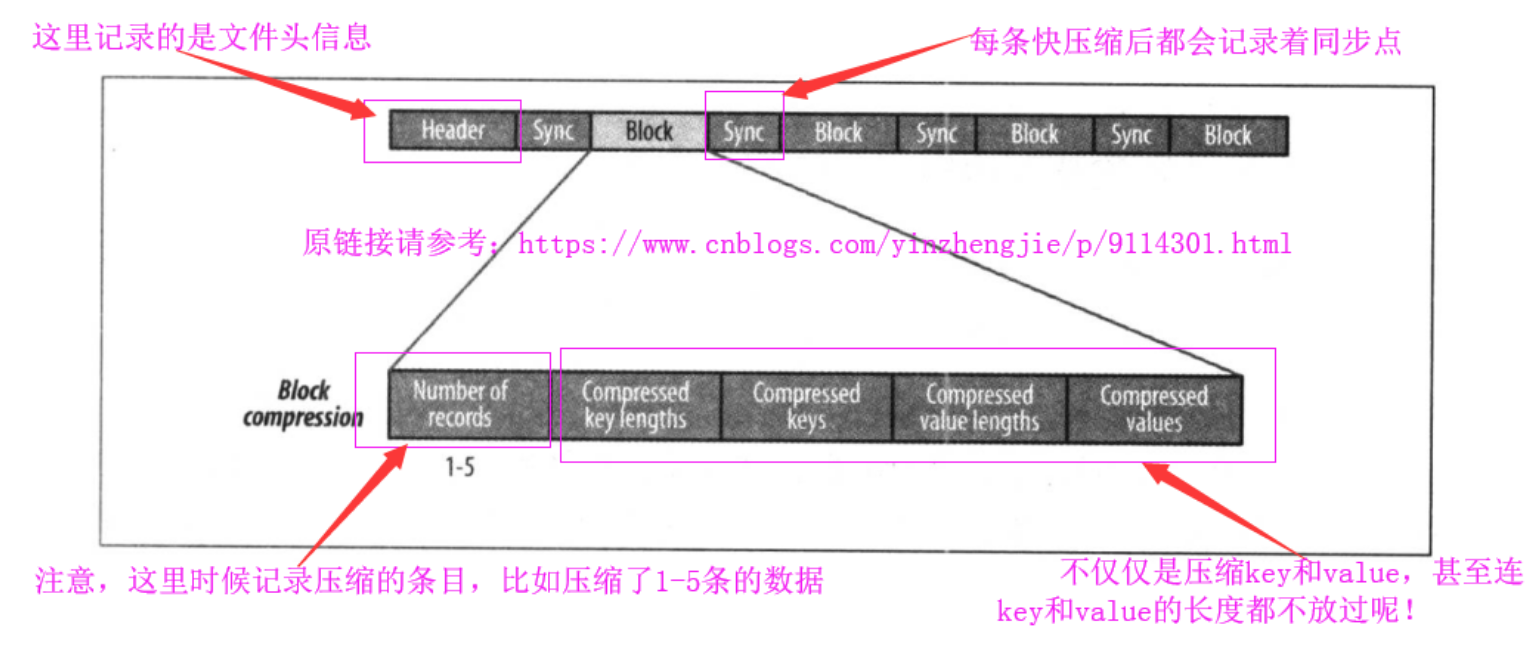 这里记录的是文件头信息
每条快压缩后都会记录着同步点
Header Sync Block Sync Block Sync Block Sync Block
原链接请参考：https://www.cnblogs.com/yinzhengjie/p/9114301.html
Block
compression
Number of
records
Compressed
key lengths
Compressed
keys
Compressed
value lengths
Compressed
values
1-5
注意，这里时候记录压缩的条目，比如压缩了1-5条的数据
不仅仅是压缩key和value，甚至连
key和value的长度都不放过呢！